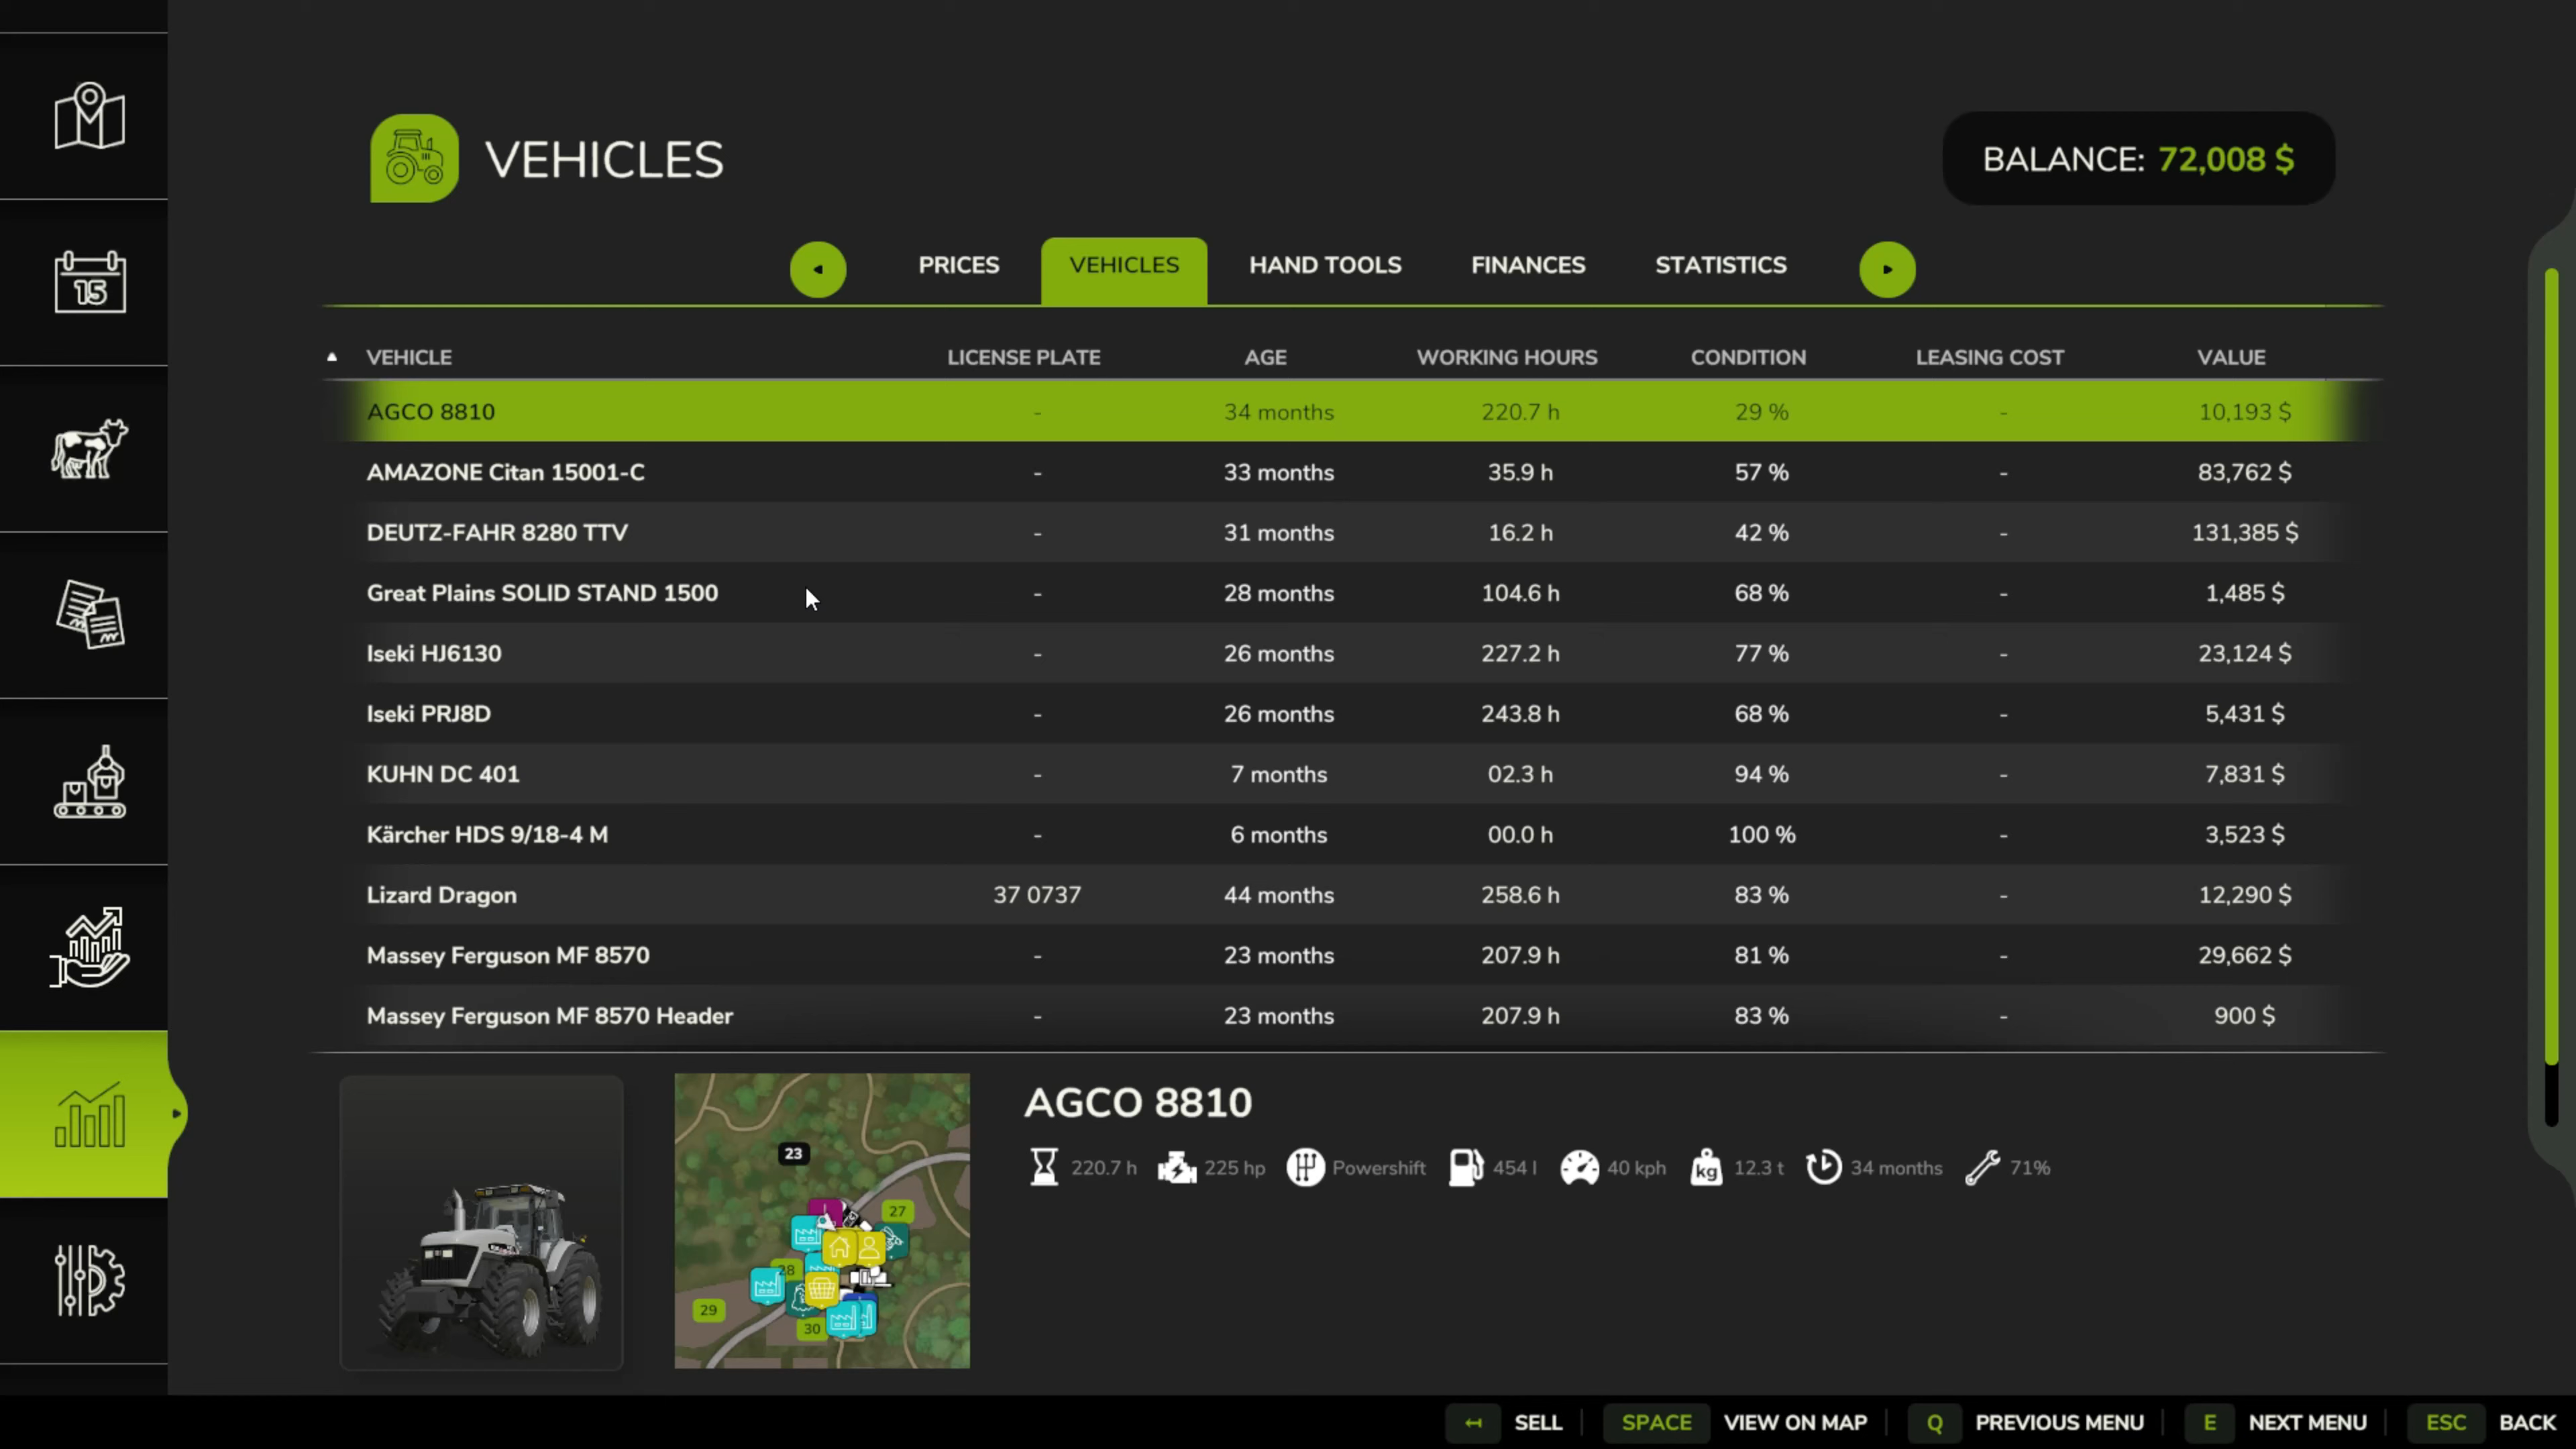 15
VEHICLES
BALANCE: 72,008 $
PRICES VEHICLES HAND TOOLS FINANCES STATISTICS
VEHICLE LICENSE PLATE AGE WORKING HOURS CONDITION LEASING COST VALUE
AGCO 8810 - 34 months 220.7 h 29 % - 10,193 $
AMAZONE Citan 15001-C - 33 months 35.9 h 57 % - 83,762 $
DEUTZ-FAHR 8280 TTV - 31 months 16.2 h 42 % - 131,385 $
Great Plains SOLID STAND 1500 - 28 months 104.6 h 68 % - 1,485 $
Iseki HJ6130 - 26 months 227.2 h 77 % - 23,124 $
Iseki PRJ8D - 26 months 243.8 h 68 % - 5,431 $
KUHN DC 401 - 7 months 02.3 h 94 % - 7,831 $
Kärcher HDS 9/18-4 M - 6 months 00.0 h 100 % - 3,523 $
Lizard Dragon 37 0737 44 months 258.6 h 83 % - 12,290 $
Massey Ferguson MF 8570 - 23 months 207.9 h 81 % - 29,662 $
Massey Ferguson MF 8570 Header - 23 months 207.9 h 83 % - 900 $
AGCO 8810
220.7 h 225 hp Powershift 454 l 40 kph kg 12.3 t 34 months 71%
23
27
28
29
30
SELL SPACE VIEW ON MAP Q PREVIOUS MENU E NEXT MENU ESC BACK